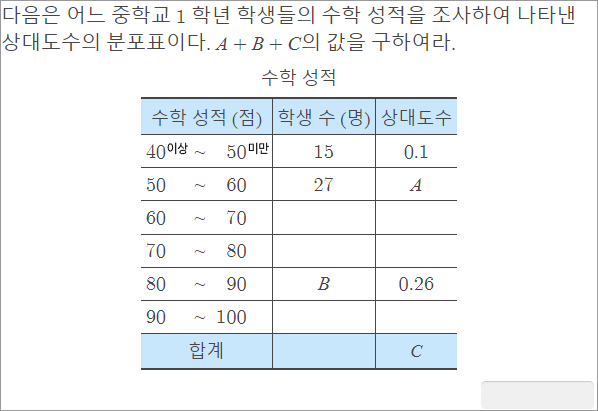 다음은 어느 중학교 1 학년 학생들의 수학 성적을 조사하여 나타낸
상대도수의 분포표이다. A + B + C의 값을 구하여라.
수학 성적
수학 성적 (점) 학생 수 (명) 상대도수
40이상 ~ 50미만 15 0.1
50 ~ 60 27 A
60 ~ 70
70 ~ 80
80 ~ 90 B 0.26
90 ~ 100
합계 C